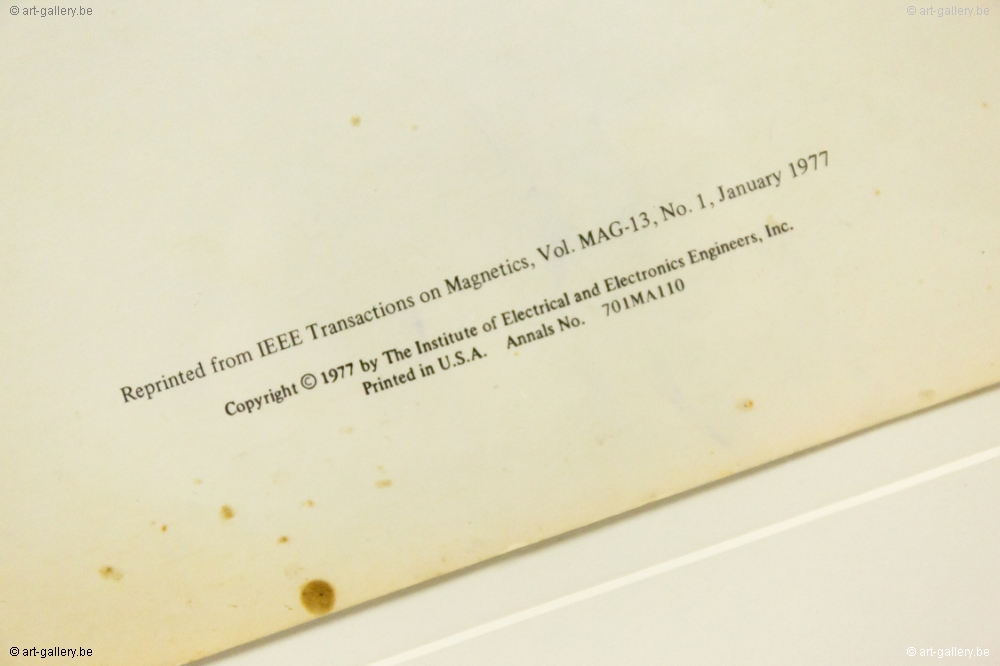 © art-gallery.be
© art-gallery.be
Reprinted from IEEE Transactions on Magnetics, Vol. MAG-13, No. 1, January 1977
Copyright © 1977 by The Institute of Electrical and Electronics Engineers, Inc.
Printed in U.S.A. Annals No. 701MA110
© art-gallery.be
© art-gallery.be